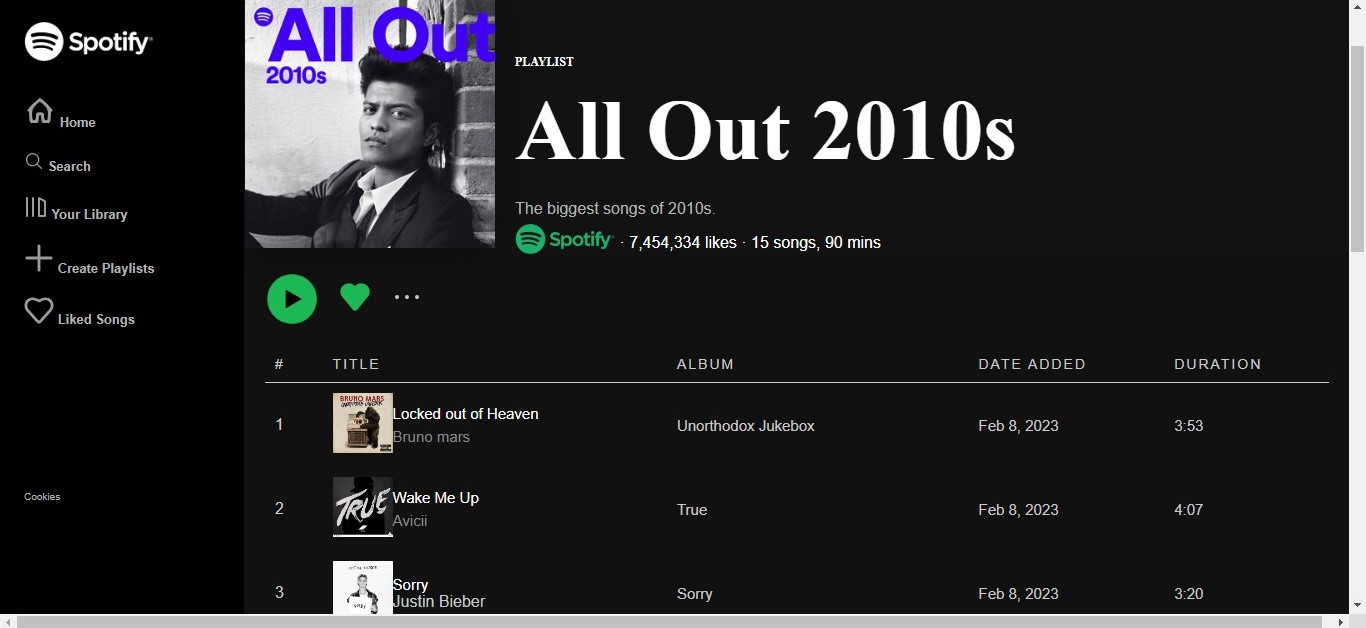 Spotify
Home
Search
Your Library
Create Playlists
Liked Songs
Cookies
All Out
2010s
PLAYLIST
All Out 2010s
The biggest songs of 2010s.
Spotify · 7,454,334 likes · 15 songs, 90 mins
# TITLE ALBUM DATE ADDED DURATION
BRUNO MARS
1 Locked out of Heaven Unorthodox Jukebox Feb 8, 2023 3:53
Bruno mars
TRUE
2 Wake Me Up True Feb 8, 2023 4:07
Avicii
3 Sorry Sorry Feb 8, 2023 3:20
Justin Bieber